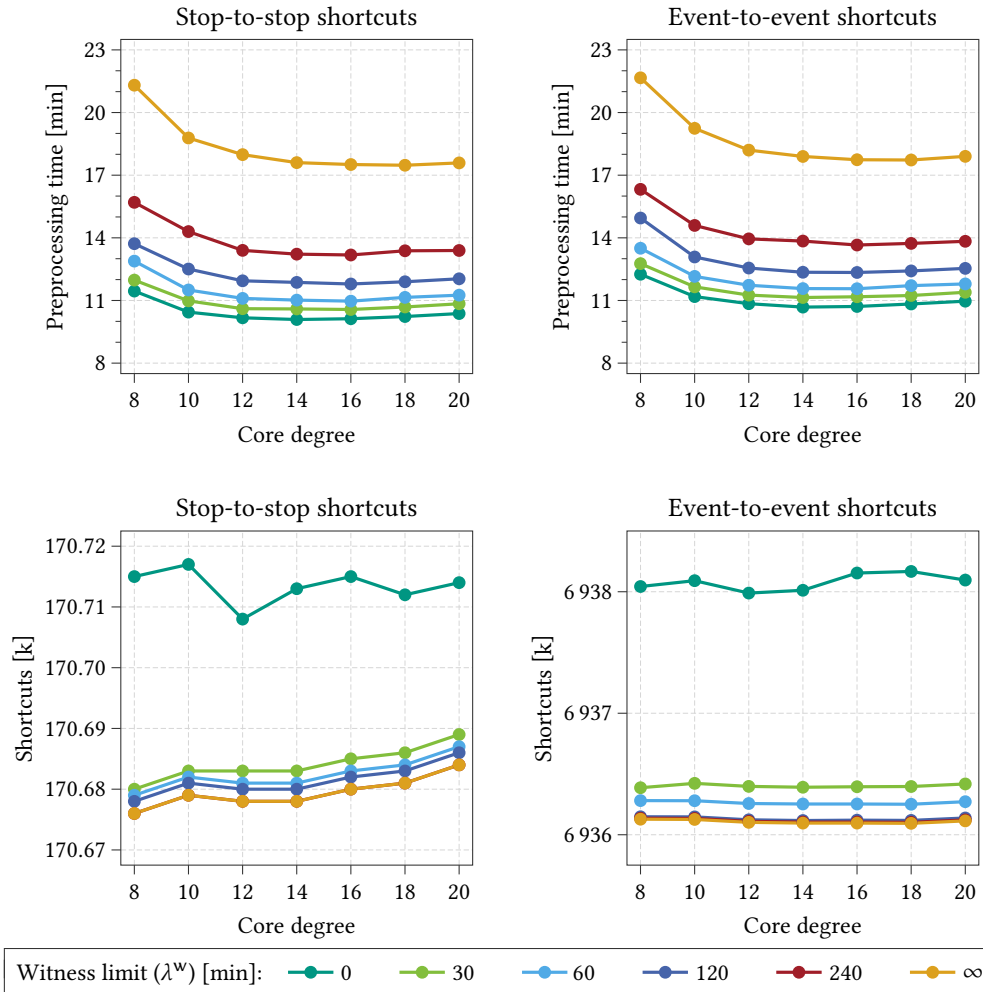 Stop-to-stop shortcuts
Event-to-event shortcuts
Preprocessing time [min]
23
20
17
14
11
8
8 10 12 14 16 18 20
Core degree
Preprocessing time [min]
23
20
17
14
11
8
8 10 12 14 16 18 20
Core degree
Stop-to-stop shortcuts
Event-to-event shortcuts
Shortcuts [k]
170.72
170.71
170.70
170.69
170.68
170.67
8 10 12 14 16 18 20
Core degree
Shortcuts [k]
6 938
6 937
6 936
8 10 12 14 16 18 20
Core degree
Witness limit (λʷ) [min]: 0 30 60 120 240 ∞